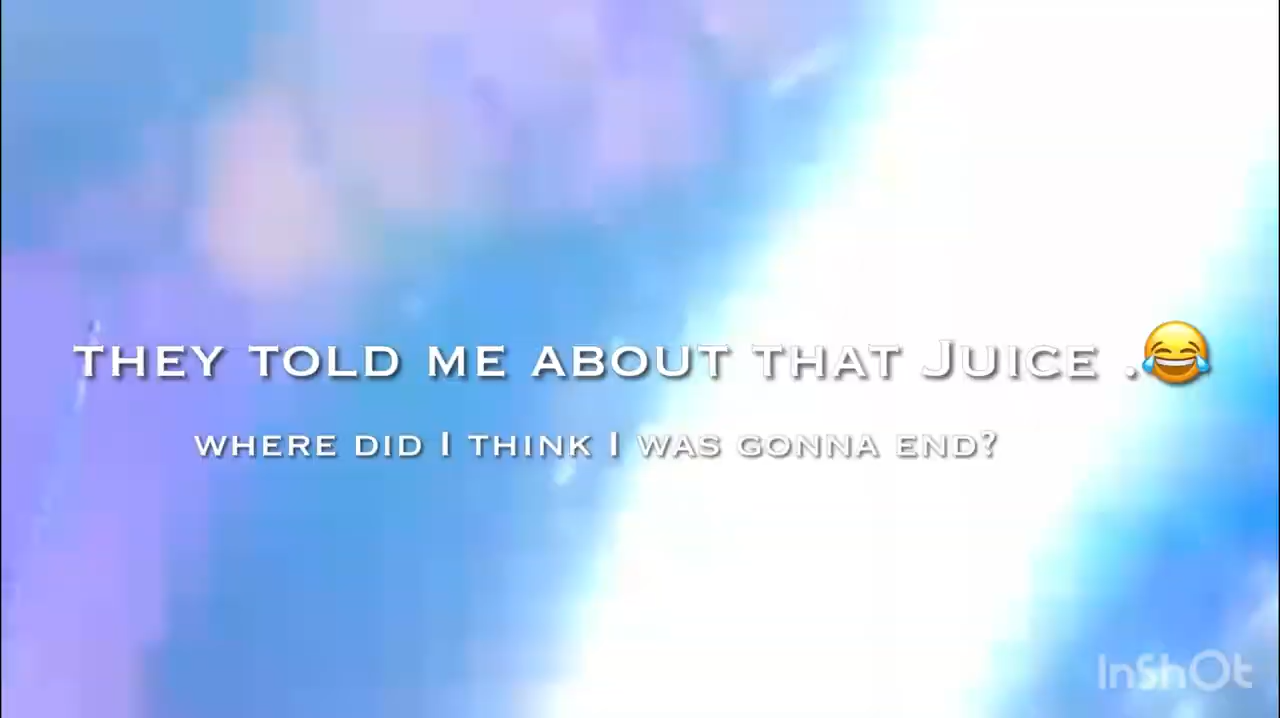 THEY TOLD ME ABOUT THAT JUICE .😂
WHERE DID I THINK I WAS GONNA END?
InShOt